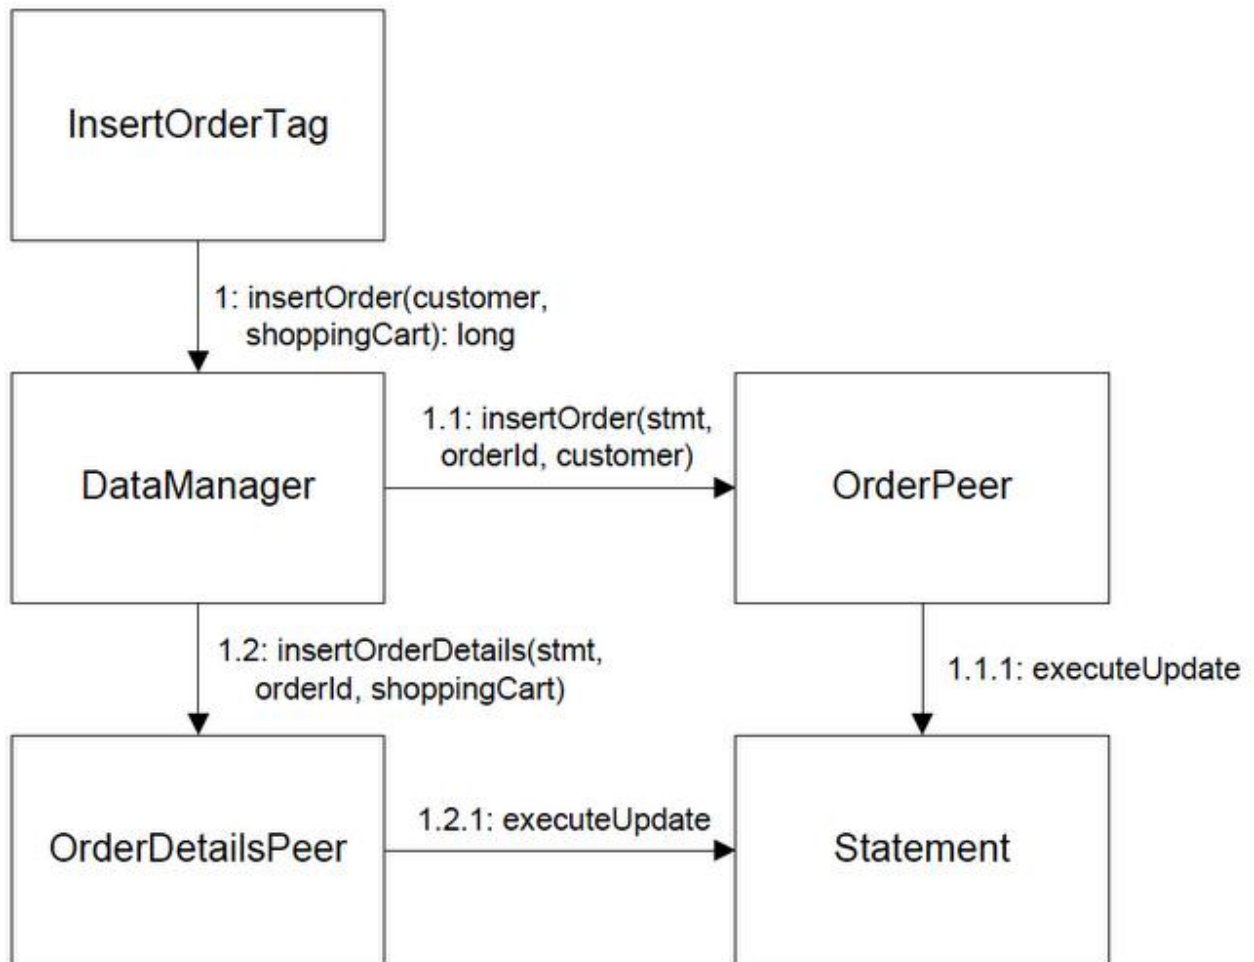 InsertOrderTag
1: insertOrder(customer,
shoppingCart): long
DataManager
1.1: insertOrder(stmt,
orderId, customer)
OrderPeer
1.2: insertOrderDetails(stmt,
orderId, shoppingCart)
1.1.1: executeUpdate
OrderDetailsPeer
1.2.1: executeUpdate
Statement